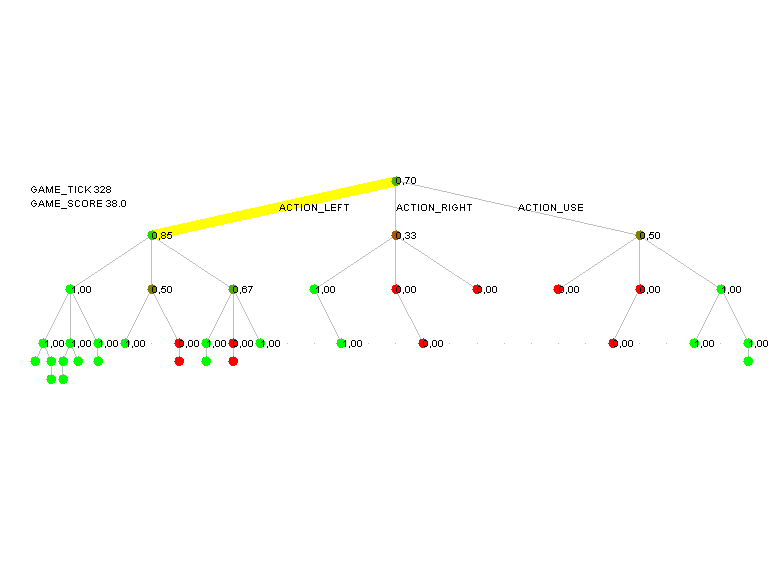 0,70
GAME_TICK 328
GAME_SCORE 38.0
ACTION_LEFT ACTION_RIGHT ACTION_USE
0,85 0,33 0,50
1,00 0,50 0,67 1,00 0,00 0,00 0,00 0,00 1,00
1,00 1,00 1,00 1,00 0,00 1,00 0,00 1,00 1,00 0,00 0,00 1,00 1,00